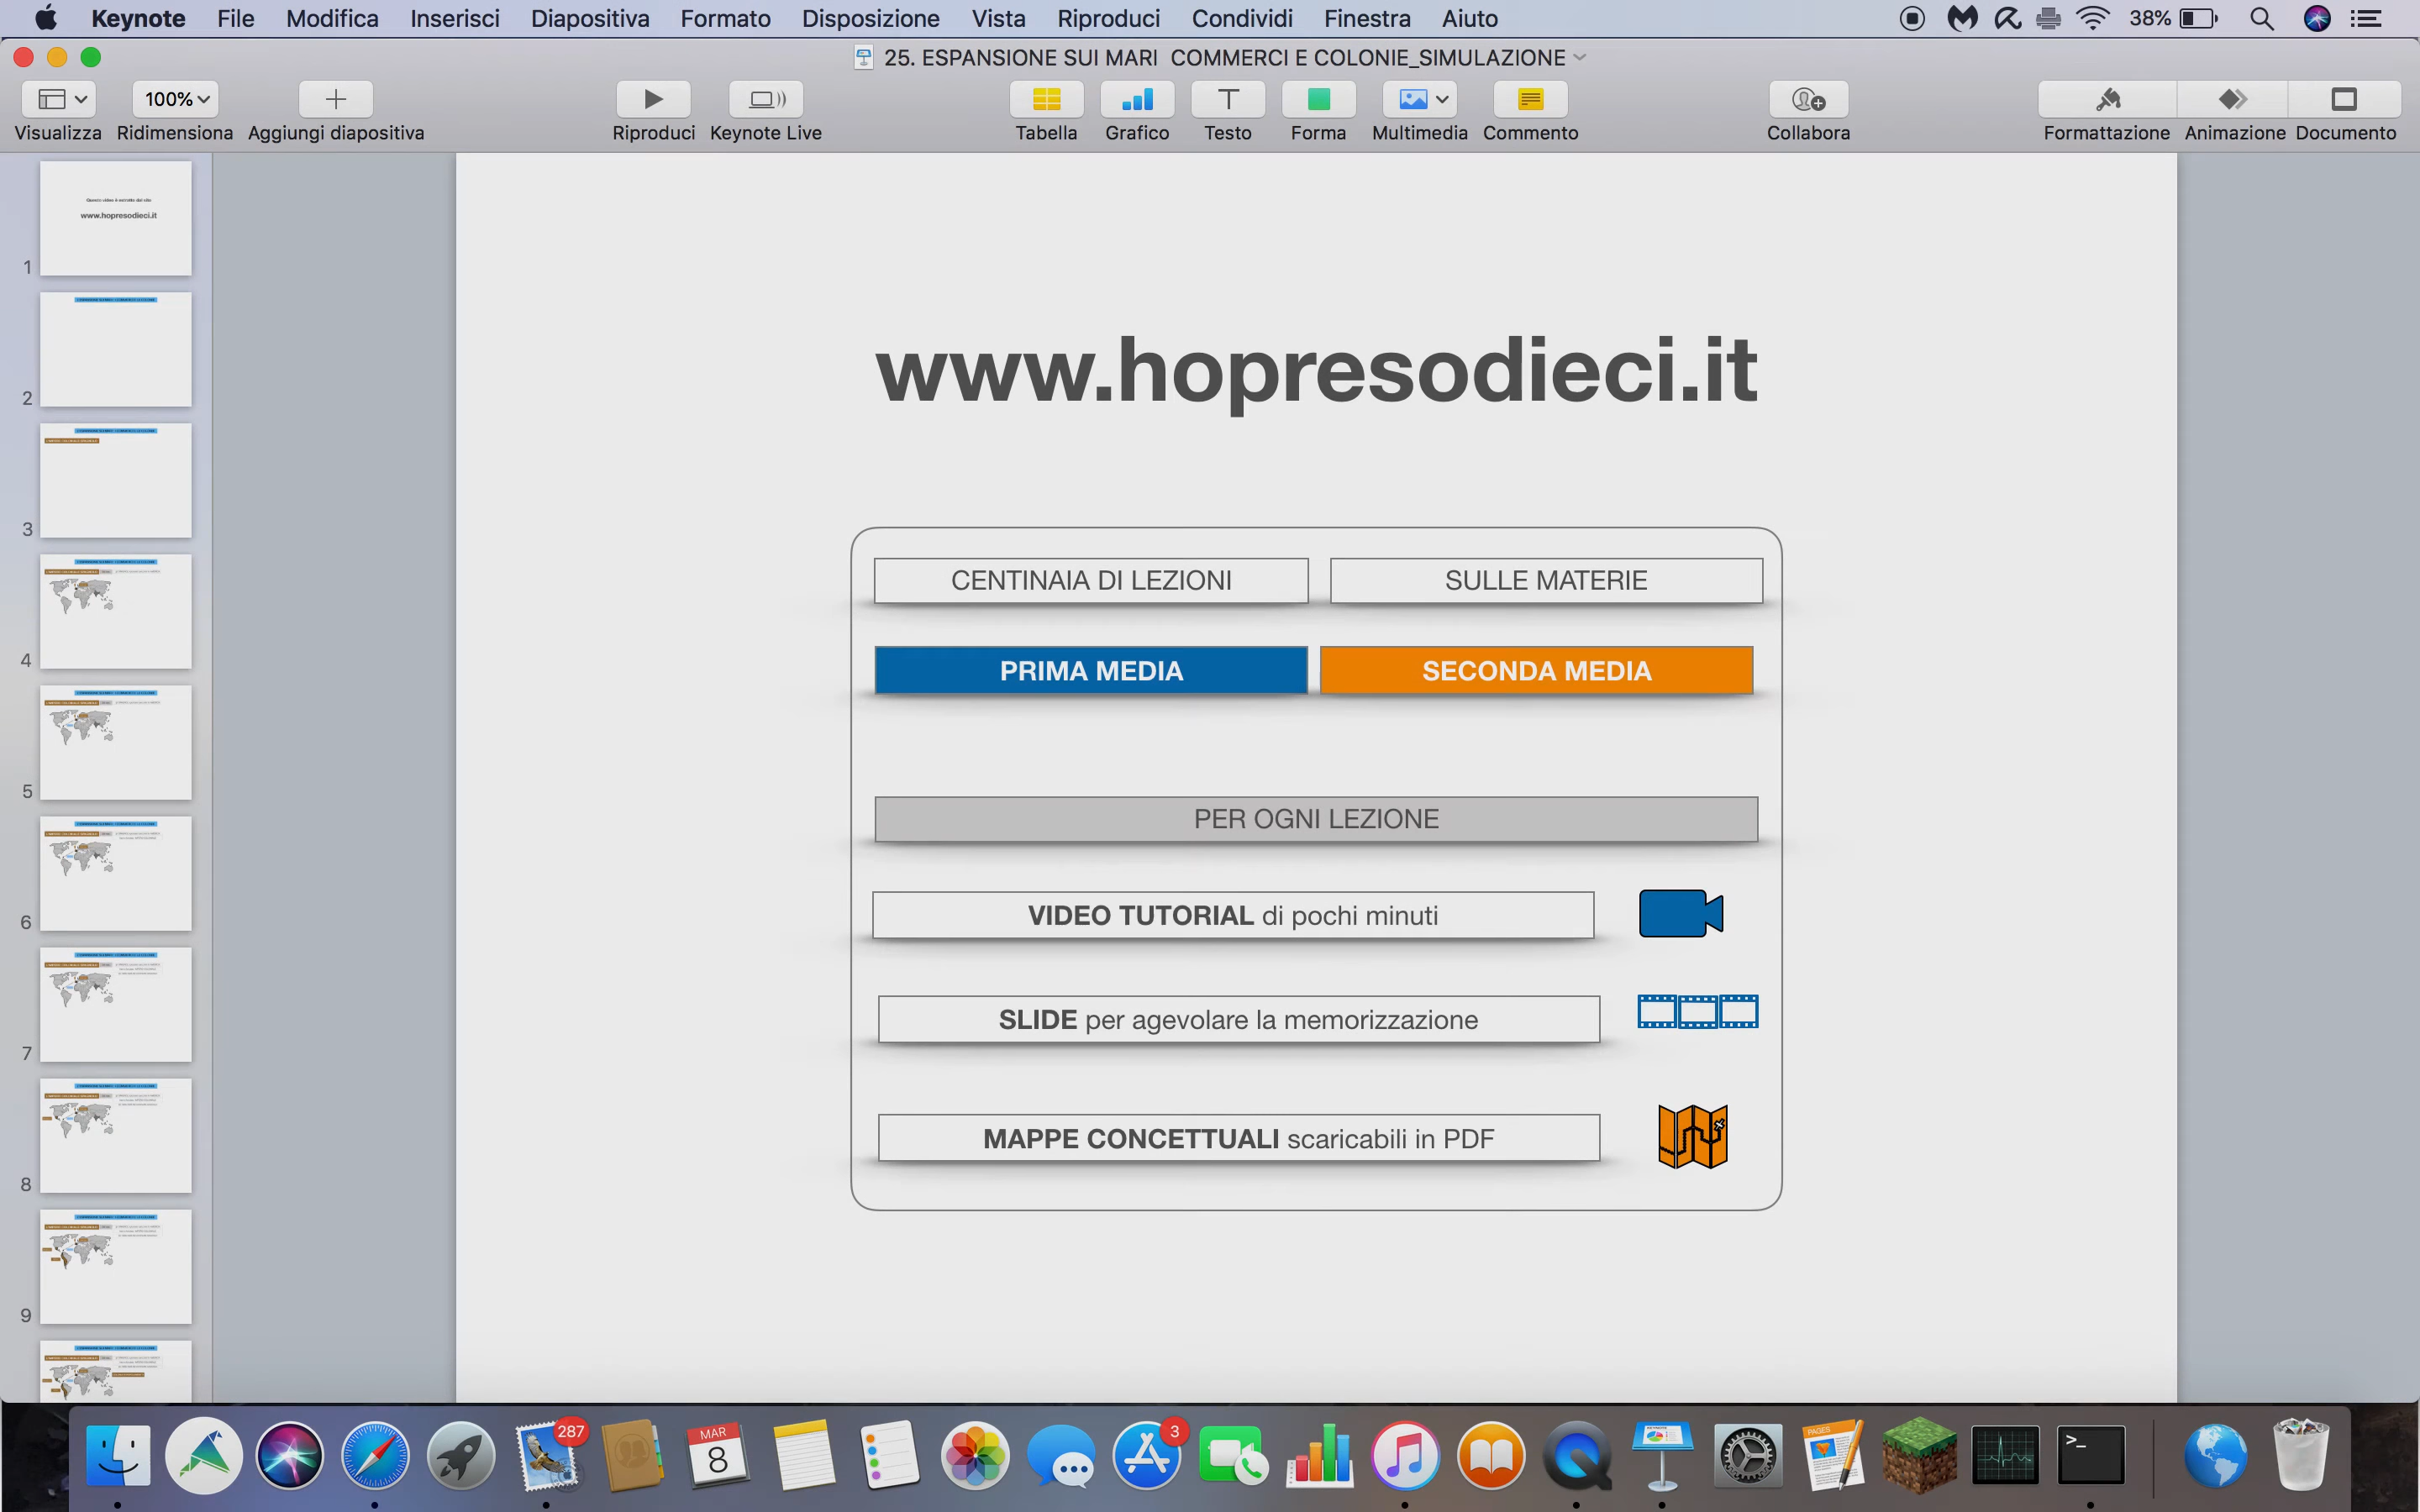 Keynote File Modifica Inserisci Diapositiva Formato Disposizione Vista Riproduci Condividi Finestra Aiuto 38%
25. ESPANSIONE SUI MARI COMMERCI E COLONIE_SIMULAZIONE
100%
Visualizza Ridimensiona Aggiungi diapositiva Riproduci Keynote Live Tabella Grafico Testo Forma Multimedia Commento Collabora Formattazione Animazione Documento
www.hopresodieci.it
1
2
3
4
5
6
7
8
9
www.hopresodieci.it
CENTINAIA DI LEZIONI
SULLE MATERIE
PRIMA MEDIA
SECONDA MEDIA
PER OGNI LEZIONE
VIDEO TUTORIAL di pochi minuti
SLIDE per agevolare la memorizzazione
MAPPE CONCETTUALI scaricabili in PDF
287
MAR
8
3
PAGES
>_